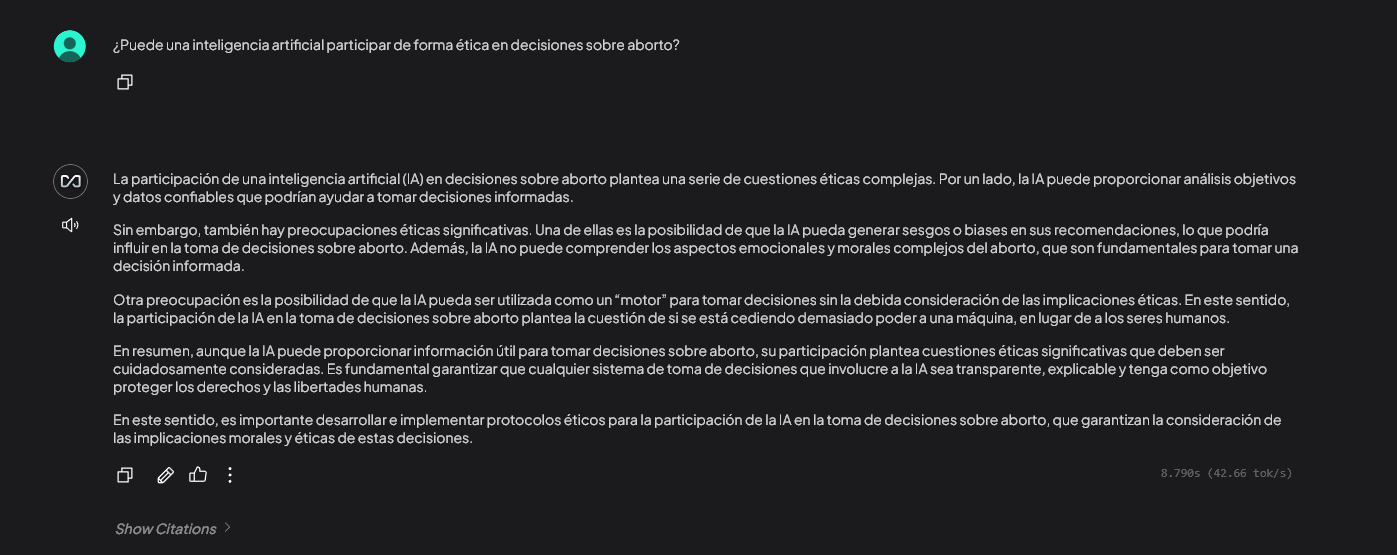 ¿Puede una inteligencia artificial participar de forma ética en decisiones sobre aborto?
La participación de una inteligencia artificial (IA) en decisiones sobre aborto plantea una serie de cuestiones éticas complejas. Por un lado, la IA puede proporcionar análisis objetivos
y datos confiables que podrían ayudar a tomar decisiones informadas.
Sin embargo, también hay preocupaciones éticas significativas. Una de ellas es la posibilidad de que la IA pueda generar sesgos o biases en sus recomendaciones, lo que podría
influir en la toma de decisiones sobre aborto. Además, la IA no puede comprender los aspectos emocionales y morales complejos del aborto, que son fundamentales para tomar una
decisión informada.
Otra preocupación es la posibilidad de que la IA pueda ser utilizada como un “motor” para tomar decisiones sin la debida consideración de las implicaciones éticas. En este sentido,
la participación de la IA en la toma de decisiones sobre aborto plantea la cuestión de si se está cediendo demasiado poder a una máquina, en lugar de a los seres humanos.
En resumen, aunque la IA puede proporcionar información útil para tomar decisiones sobre aborto, su participación plantea cuestiones éticas significativas que deben ser
cuidadosamente consideradas. Es fundamental garantizar que cualquier sistema de toma de decisiones que involucre a la IA sea transparente, explicable y tenga como objetivo
proteger los derechos y las libertades humanas.
En este sentido, es importante desarrollar e implementar protocolos éticos para la participación de la IA en la toma de decisiones sobre aborto, que garantizan la consideración de
las implicaciones morales y éticas de estas decisiones.
8.790s (42.66 tok/s)
Show Citations